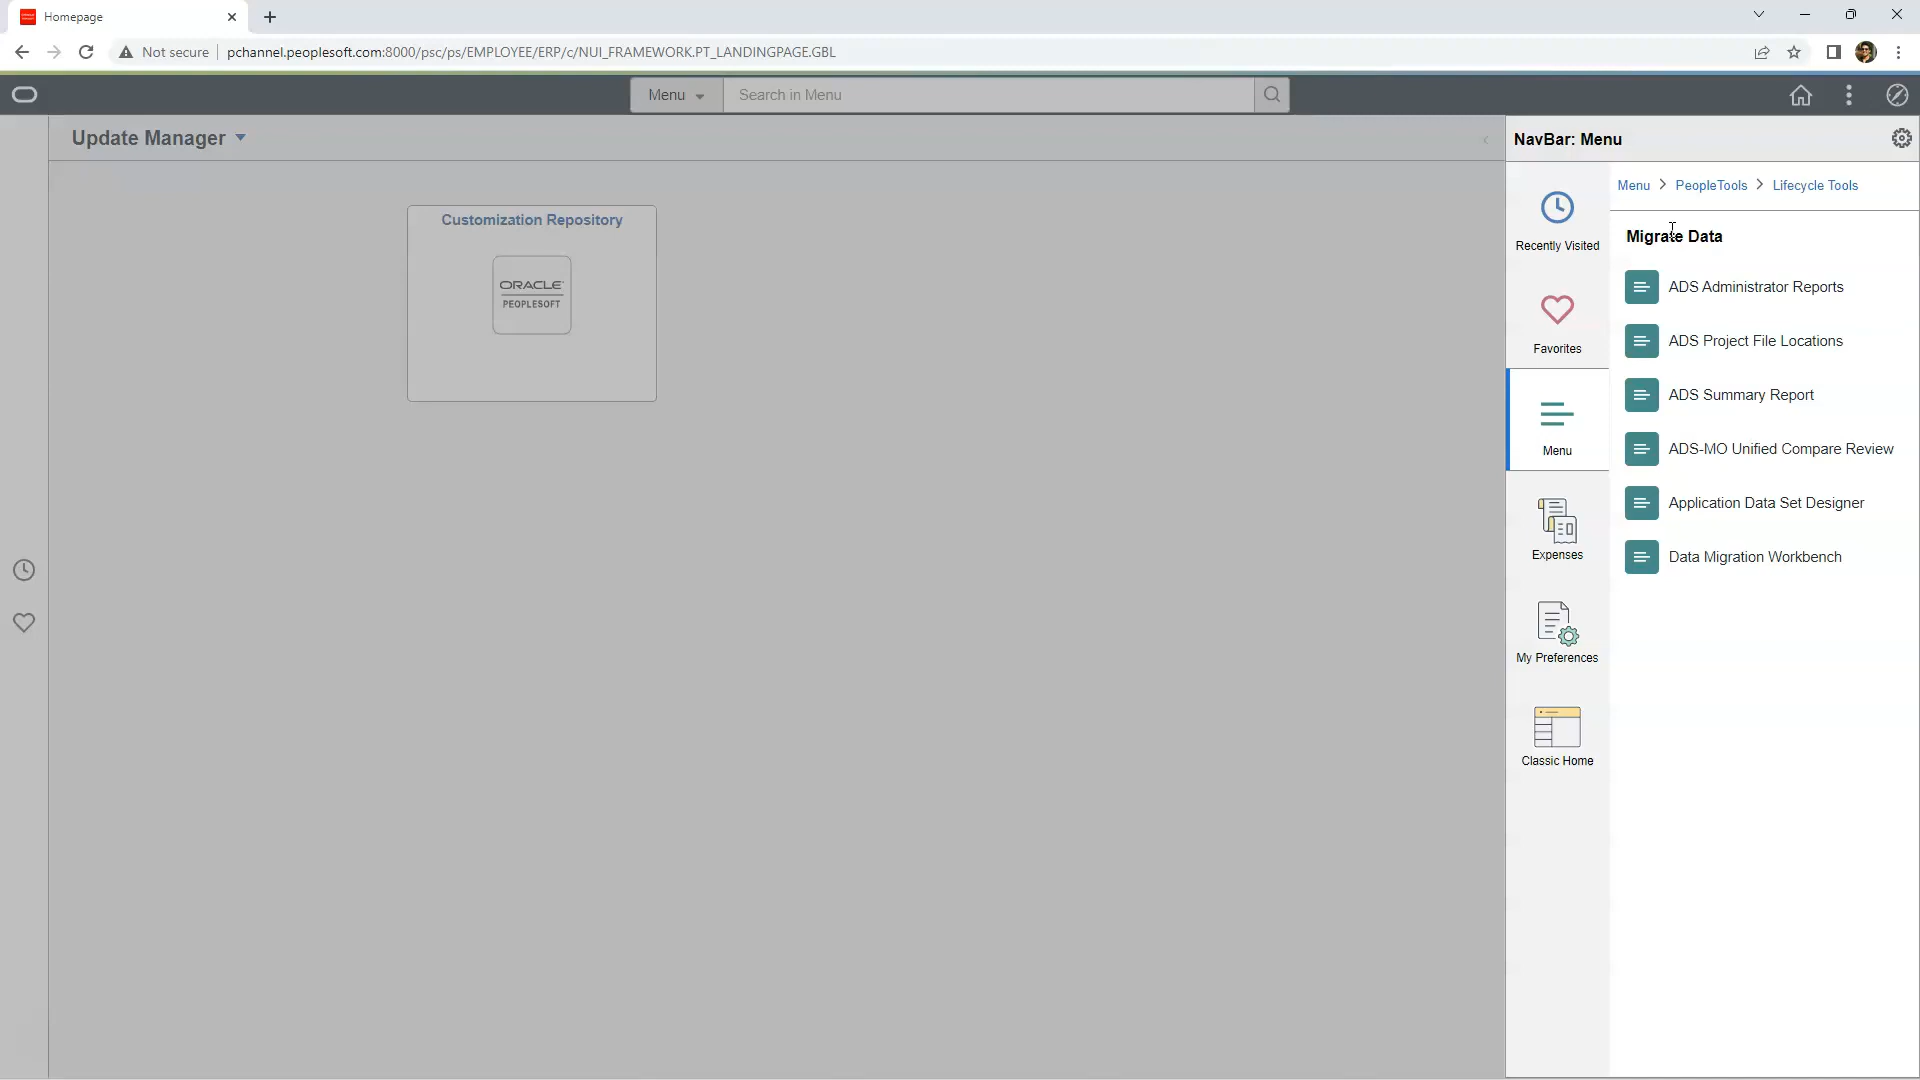 Homepage
Not secure
pchannel.peoplesoft.com:8000/psc/ps/EMPLOYEE/ERP/c/NUI_FRAMEWORK.PT_LANDINGPAGE.GBL
Menu
Search in Menu
Update Manager
Customization Repository
ORACLE
PEOPLESOFT
NavBar: Menu
Recently Visited
Favorites
Menu
Expenses
My Preferences
Classic Home
Menu > PeopleTools > Lifecycle Tools
Migrate Data
ADS Administrator Reports
ADS Project File Locations
ADS Summary Report
ADS-MO Unified Compare Review
Application Data Set Designer
Data Migration Workbench